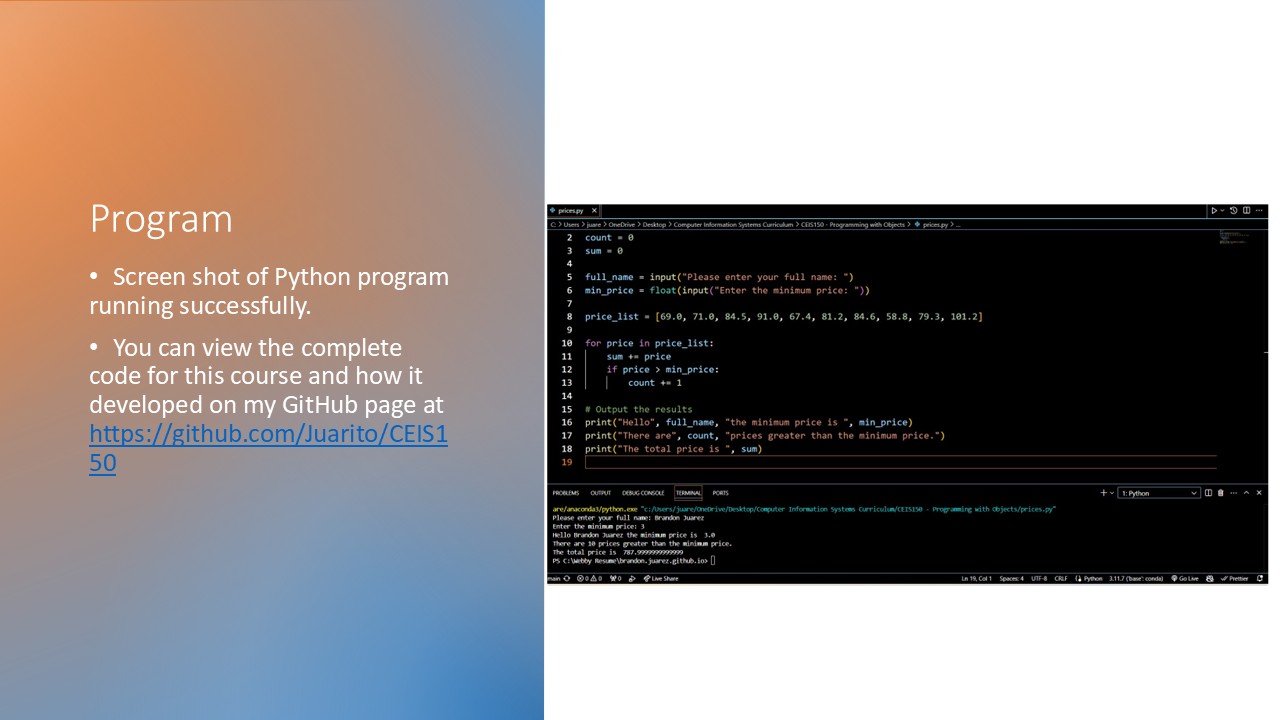 Program
• Screen shot of Python program
running successfully.
• You can view the complete
code for this course and how it
developed on my GitHub page at
https://github.com/Juarito/CEIS1
50
prices.py
C: > Users > juare > OneDrive > Desktop > Computer Information Systems Curriculum > CEIS150 - Programming with Objects > prices.py > ...
2 count = 0
3 sum = 0
4
5 full_name = input("Please enter your full name: ")
6 min_price = float(input("Enter the minimum price: "))
7
8 price_list = [69.0, 71.0, 84.5, 91.0, 67.4, 81.2, 84.6, 58.8, 79.3, 101.2]
9
10 for price in price_list:
11 sum += price
12 if price > min_price:
13 count += 1
14
15 # Output the results
16 print("Hello", full_name, "the minimum price is ", min_price)
17 print("There are", count, "prices greater than the minimum price.")
18 print("The total price is ", sum)
19
PROBLEMS OUTPUT DEBUG CONSOLE TERMINAL PORTS 1: Python
are/anaconda3/python.exe "c:/Users/juare/OneDrive/Desktop/Computer Information Systems Curriculum/CEIS150 - Programming with Objects/prices.py"
Please enter your full name: Brandon Juarez
Enter the minimum price: 3
Hello Brandon Juarez the minimum price is  3.0
There are 10 prices greater than the minimum price.
The total price is  787.9999999999999
PS C:\Webby Resume\brandon.juarez.github.io>
main 0 0 0 Live Share Ln 19, Col 1 Spaces: 4 UTF-8 CRLF Python 3.11.7 ('base': conda) Go Live Prettier